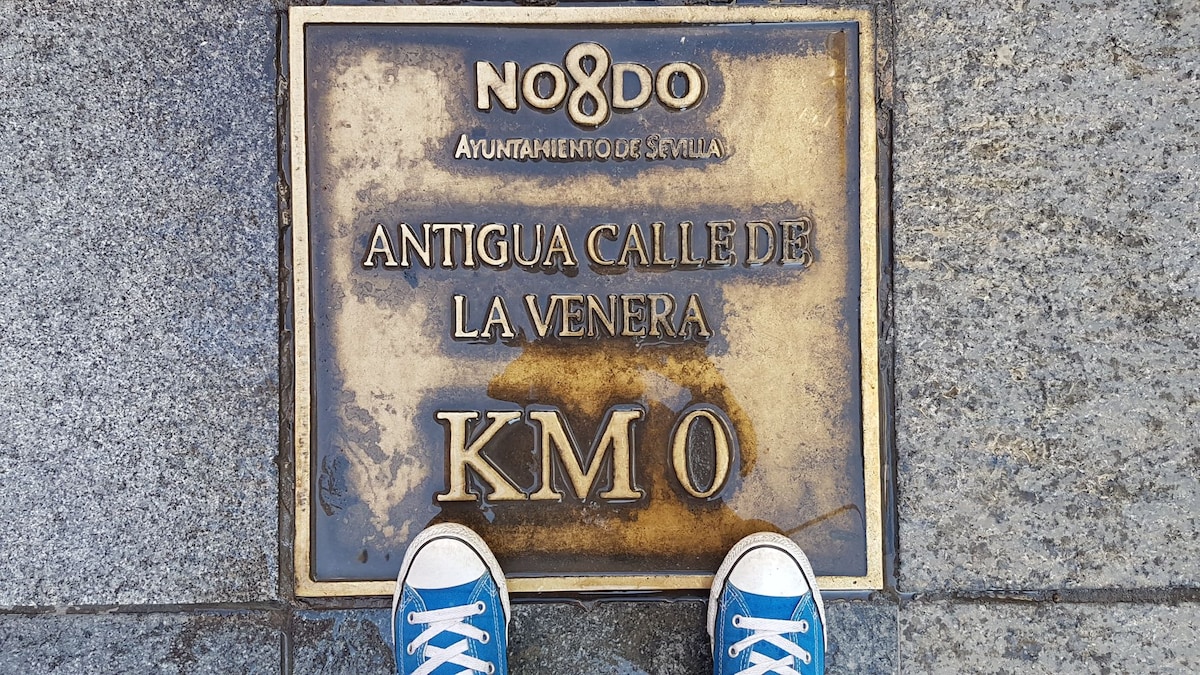 NO8DO
AYUNTAMIENTO DE SEVILLA
ANTIGUA CALLE DE
LA VENERA
KM 0